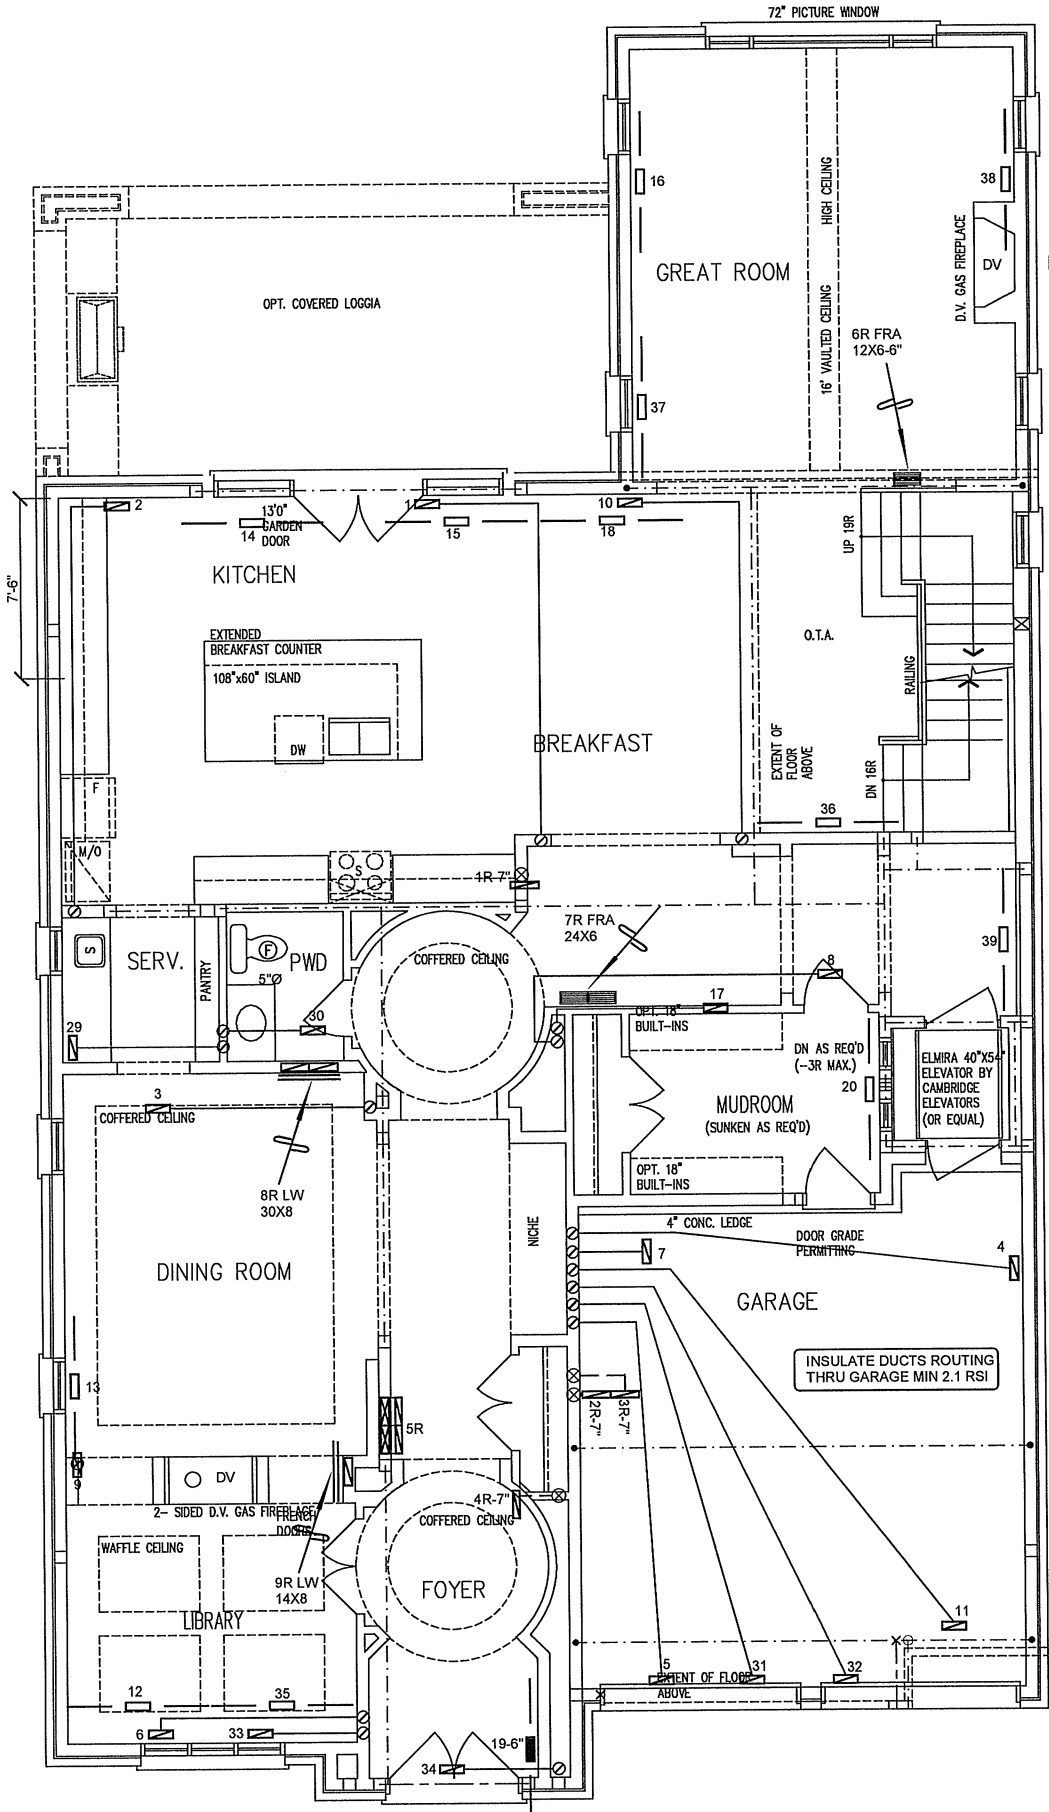 72" PICTURE WINDOW
16
38
HIGH CEILING
16' VAULTED CEILING
GREAT ROOM
D.V. GAS FIREPLACE
DV
OPT. COVERED LOGGIA
6R FRA
12X6-6"
37
2
1
10
13'0"
GARDEN
DOOR
14
15
18
7'-6"
KITCHEN
UP 19R
EXTENDED
BREAKFAST COUNTER
108"x60" ISLAND
DW
O.T.A.
RAILING
BREAKFAST
EXTENT OF
FLOOR
ABOVE
DN 16R
F
36
M/O
S
1R-7"
7R FRA
24X6
39
S
SERV.
PANTRY
F
PWD
5"Ø
COFFERED CEILING
8
29
30
17
OPT. 18"
BUILT-INS
DN AS REQ'D
(-3R MAX.)
20
ELMIRA 40"X54"
ELEVATOR BY
CAMBRIDGE
ELEVATORS
(OR EQUAL)
3
COFFERED CEILING
MUDROOM
(SUNKEN AS REQ'D)
OPT. 18"
BUILT-INS
8R LW
30X8
NICHE
4" CONC. LEDGE
DOOR GRADE
PERMITTING
7
4
DINING ROOM
GARAGE
INSULATE DUCTS ROUTING
THRU GARAGE MIN 2.1 RSI
13
5R
2R-7"
3R-7"
9
DV
2- SIDED D.V. GAS FIREPLACE
FRENCH
DOORS
4R-7"
COFFERED CEILING
WAFFLE CEILING
9R LW
14X8
FOYER
LIBRARY
11
12
35
5
31
32
EXTENT OF FLOOR
ABOVE
6
33
19-6"
34